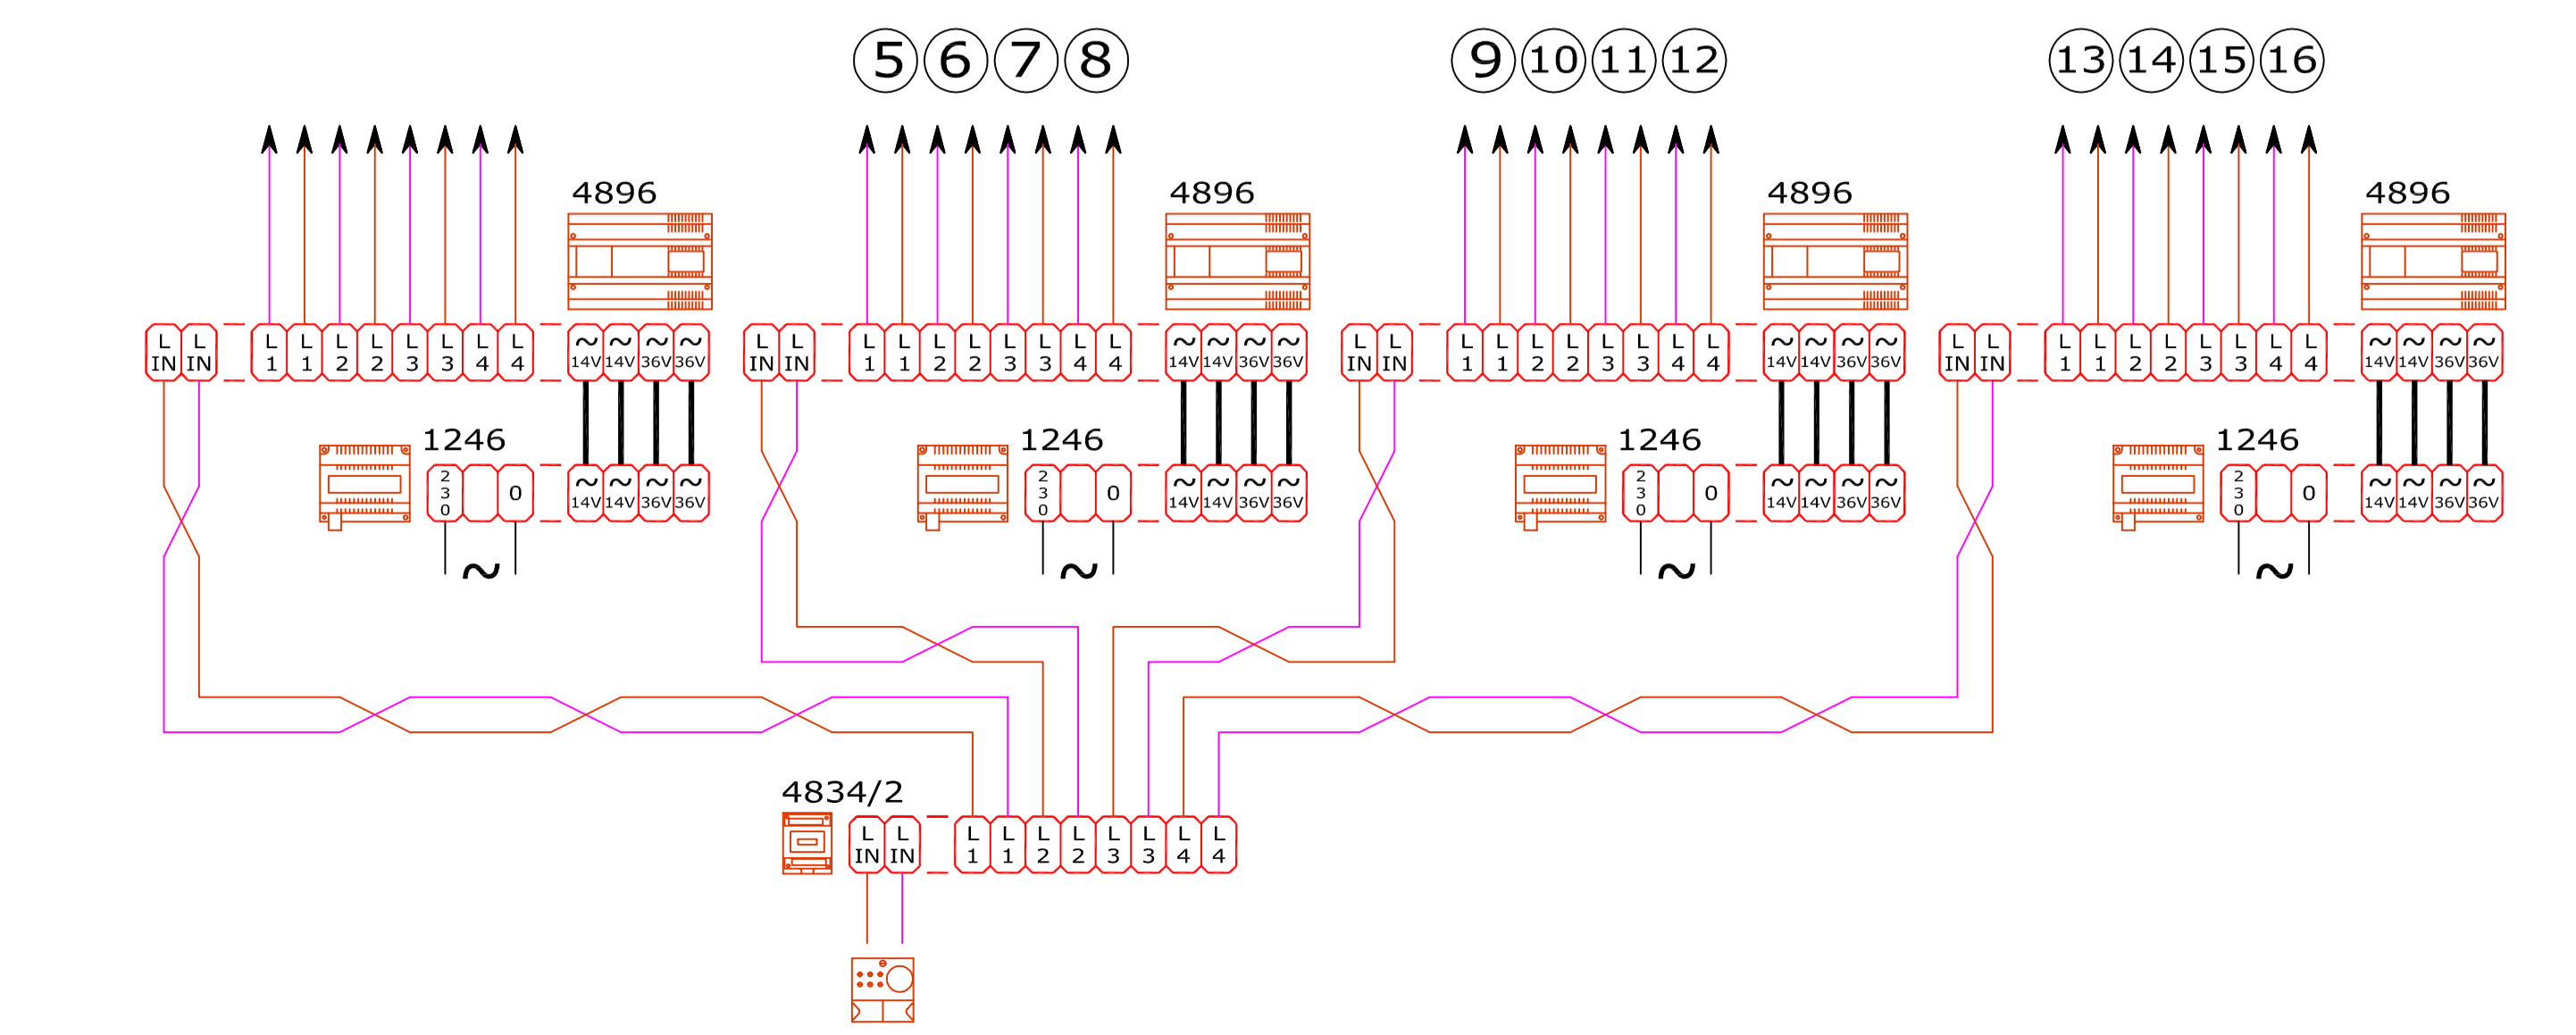 5 6 7 8 9 10 11 12 13 14 15 16
4896 4896 4896 4896
L IN L IN L 1 L 1 L 2 L 2 L 3 L 3 L 4 L 4 ~ 14V ~ 14V ~ 36V ~ 36V L IN L IN L 1 L 1 L 2 L 2 L 3 L 3 L 4 L 4 ~ 14V ~ 14V ~ 36V ~ 36V L IN L IN L 1 L 1 L 2 L 2 L 3 L 3 L 4 L 4 ~ 14V ~ 14V ~ 36V ~ 36V L IN L IN L 1 L 1 L 2 L 2 L 3 L 3 L 4 L 4 ~ 14V ~ 14V ~ 36V ~ 36V
1246 1246 1246 1246
230 0 ~ 14V ~ 14V ~ 36V ~ 36V 230 0 ~ 14V ~ 14V ~ 36V ~ 36V 230 0 ~ 14V ~ 14V ~ 36V ~ 36V 230 0 ~ 14V ~ 14V ~ 36V ~ 36V
~ ~ ~ ~
4834/2
L IN L IN L 1 L 1 L 2 L 2 L 3 L 3 L 4 L 4